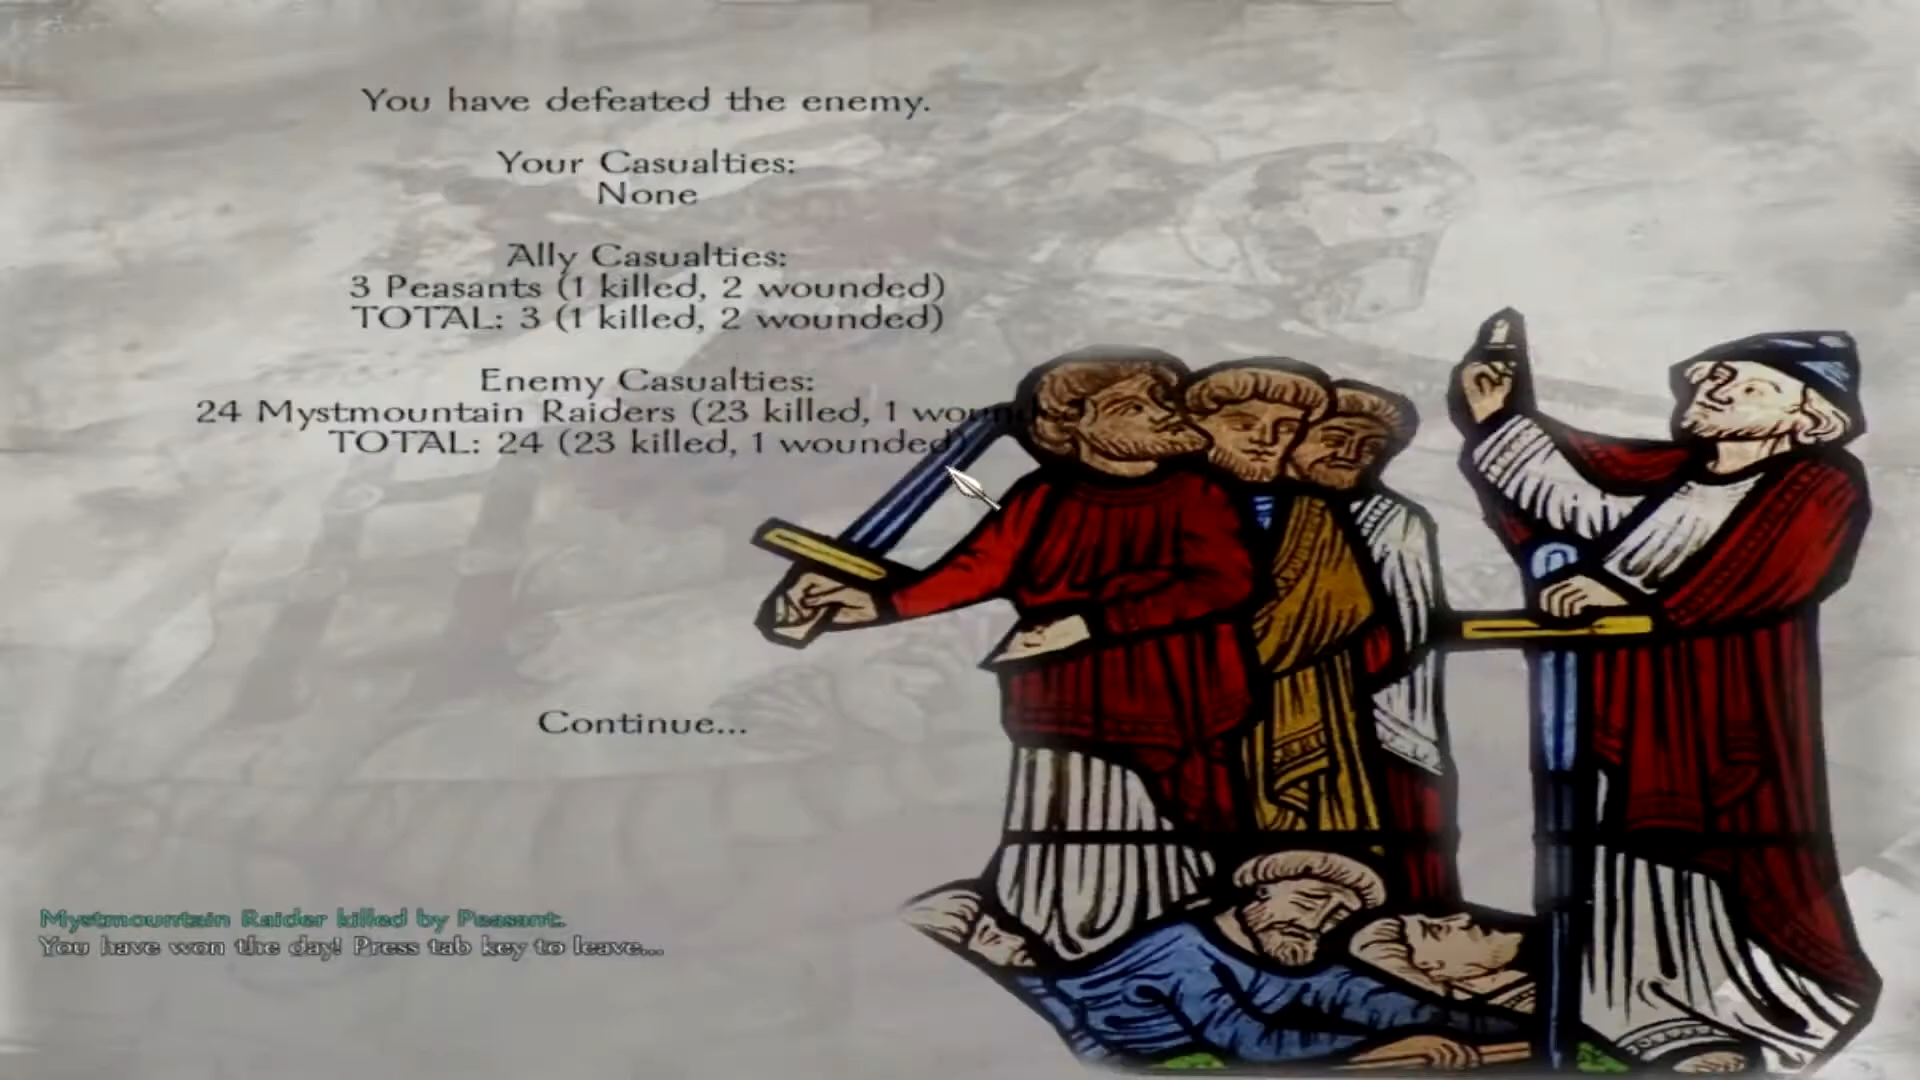 You have defeated the enemy.
Your Casualties:
None
Ally Casualties:
3 Peasants (1 killed, 2 wounded)
TOTAL: 3 (1 killed, 2 wounded)
Enemy Casualties:
24 Mystmountain Raiders (23 killed, 1 wounded)
TOTAL: 24 (23 killed, 1 wounded)
Continue...
Mystmountain Raider killed by Peasant.
You have won the day! Press tab key to leave...